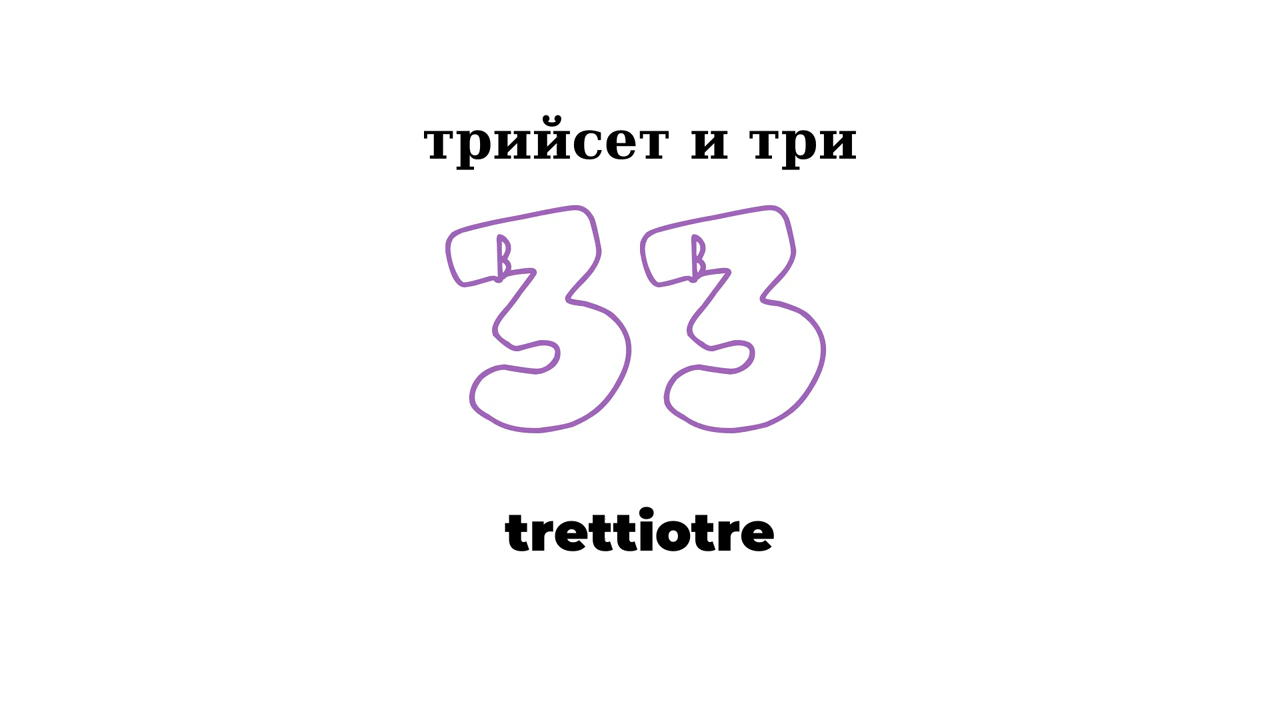 трийсет и три
33
trettiotre